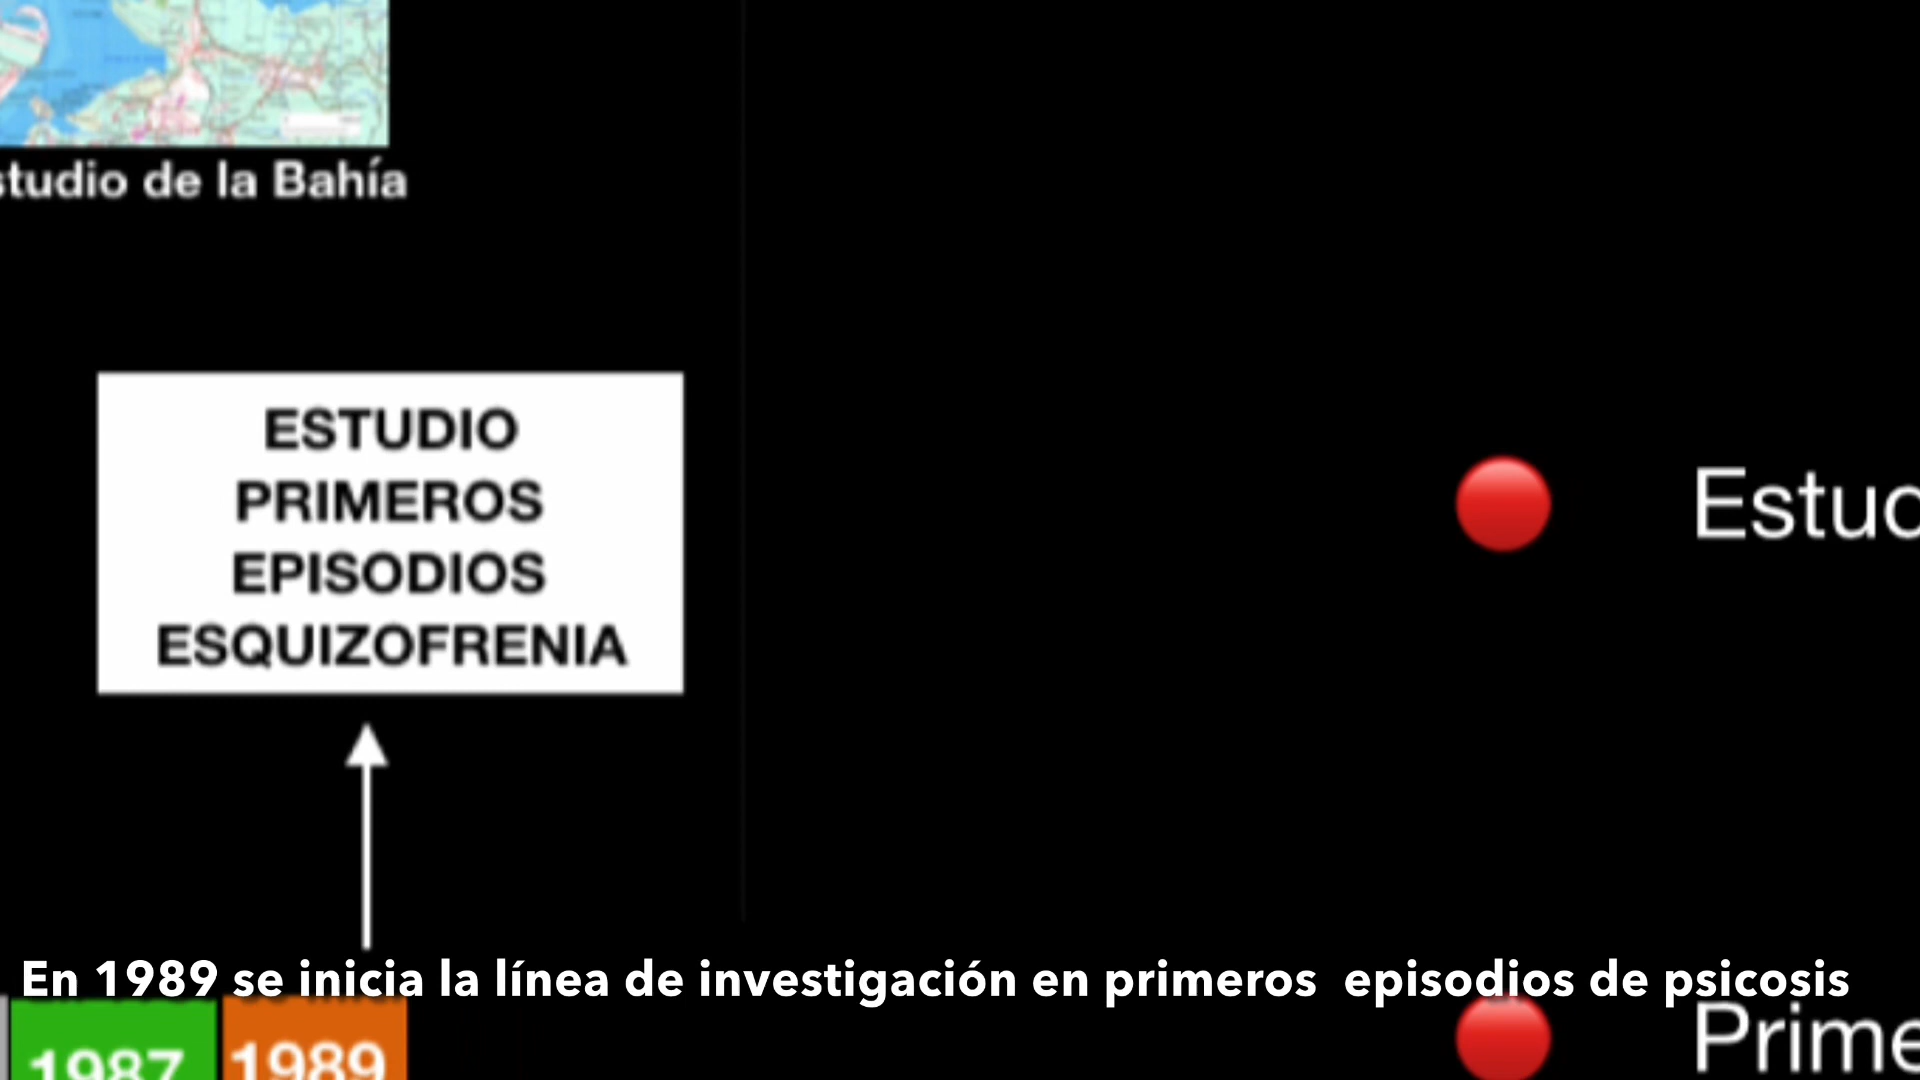 studio de la Bahía
ESTUDIO
PRIMEROS
EPISODIOS
ESQUIZOFRENIA
Estud
En 1989 se inicia la línea de investigación en primeros episodios de psicosis
1987
1989
Prime